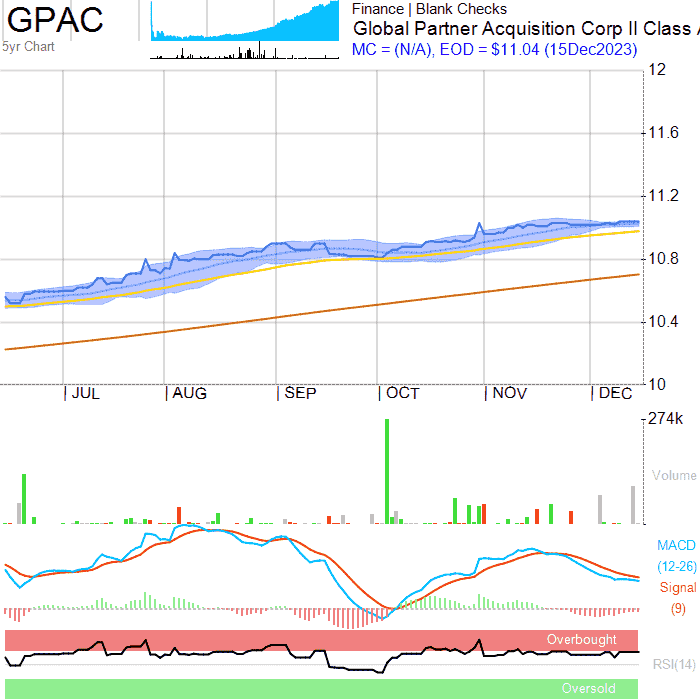 GPAC
5yr Chart
Finance | Blank Checks
Global Partner Acquisition Corp II Class A
MC = (N/A), EOD = $11.04 (15Dec2023)
12
11.6
11.2
10.8
10.4
10
JUL
AUG
SEP
OCT
NOV
DEC
274k
Volume
MACD
(12-26)
Signal
(9)
Overbought
RSI(14)
Oversold